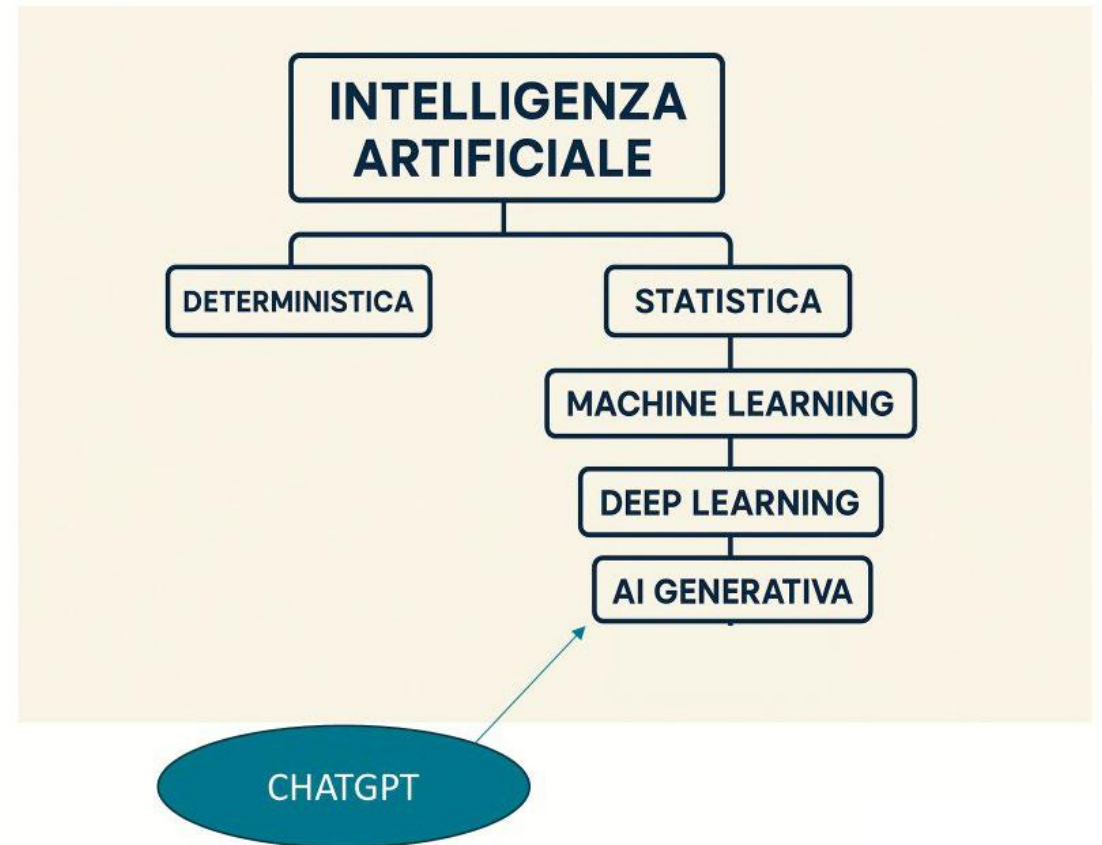 INTELLIGENZA
ARTIFICIALE
DETERMINISTICA
STATISTICA
MACHINE LEARNING
DEEP LEARNING
AI GENERATIVA
CHATGPT